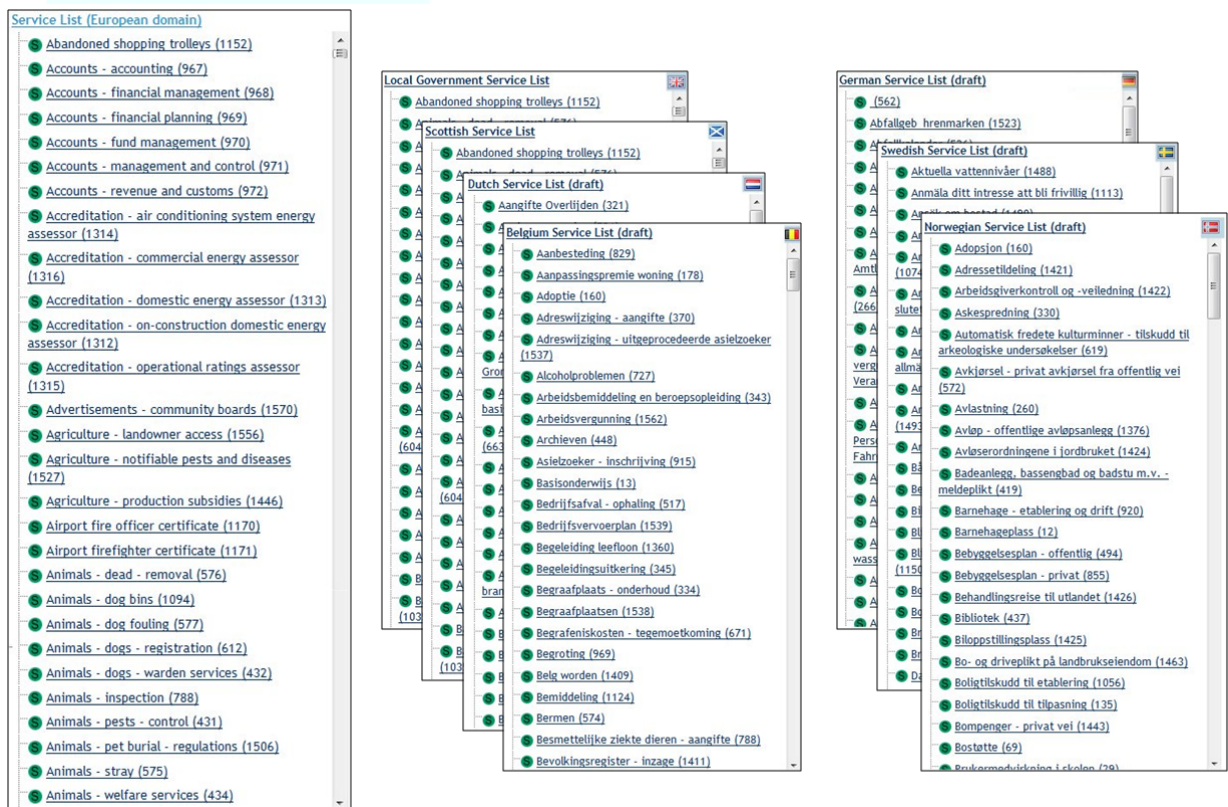 Service List (European domain)
Abandoned shopping trolleys (1152)
Accounts - accounting (967)
Accounts - financial management (968)
Accounts - financial planning (969)
Accounts - fund management (970)
Accounts - management and control (971)
Accounts - revenue and customs (972)
Accreditation - air conditioning system energy
assessor (1314)
Accreditation - commercial energy assessor
(1316)
Accreditation - domestic energy assessor (1313)
Accreditation - on-construction domestic energy
assessor (1312)
Accreditation - operational ratings assessor
(1315)
Advertisements - community boards (1570)
Agriculture - landowner access (1556)
Agriculture - notifiable pests and diseases
(1527)
Agriculture - production subsidies (1446)
Airport fire officer certificate (1170)
Airport firefighter certificate (1171)
Animals - dead - removal (576)
Animals - dog bins (1094)
Animals - dog fouling (577)
Animals - dogs - registration (612)
Animals - dogs - warden services (432)
Animals - inspection (788)
Animals - pests - control (431)
Animals - pet burial - regulations (1506)
Animals - stray (575)
Animals - welfare services (434)
Local Government Service List
Abandoned shopping trolleys (1152)
Scottish Service List
Abandoned shopping trolleys (1152)
Dutch Service List (draft)
Aangifte Overlijden (321)
Belgium Service List (draft)
Aanbesteding (829)
Aanpassingspremie woning (178)
Adoptie (160)
Adreswijziging - aangifte (370)
Adreswijziging - uitgeprocedeerde asielzoeker
(1537)
Alcoholproblemen (727)
Arbeidsbemiddeling en beroepsopleiding (343)
Arbeidsvergunning (1562)
Archieven (448)
Asielzoeker - inschrijving (915)
Basisonderwijs (13)
Bedrijfsafval - ophaling (517)
Bedrijfsvervoerplan (1539)
Begeleiding leefloon (1360)
Begeleidingsuitkering (345)
Begraafplaats - onderhoud (334)
Begraafplaatsen (1538)
Begrafeniskosten - tegemoetkoming (671)
Begroting (969)
Belg worden (1409)
Bemiddeling (1124)
Bermen (574)
Besmettelijke ziekte dieren - aangifte (788)
Bevolkingsregister - inzage (1411)
German Service List (draft)
(562)
Abfallgeb hrenmarken (1523)
Swedish Service List (draft)
Aktuella vattennivåer (1488)
Anmäla ditt intresse att bli frivillig (1113)
Norwegian Service List (draft)
Adopsjon (160)
Adressetildeling (1421)
Arbeidsgiverkontroll og -veiledning (1422)
Askespredning (330)
Automatisk fredete kulturminner - tilskudd til
arkeologiske undersøkelser (619)
Avkjørsel - privat avkjørsel fra offentlig vei
(572)
Avlastning (260)
Avløp - offentlige avløpsanlegg (1376)
Avløserordningene i jordbruket (1424)
Badeanlegg, bassengbad og badstu m.v. -
meldeplikt (419)
Barnehage - etablering og drift (920)
Barnehageplass (12)
Bebyggelsesplan - offentlig (494)
Bebyggelsesplan - privat (855)
Behandlingsreise til utlandet (1426)
Bibliotek (437)
Biloppstillingsplass (1425)
Bo- og driveplikt på landbrukseiendom (1463)
Boligtilskudd til etablering (1056)
Boligtilskudd til tilpasning (135)
Bompenger - privat vei (1443)
Bostøtte (69)
Brukermedvirkning i skolen (29)